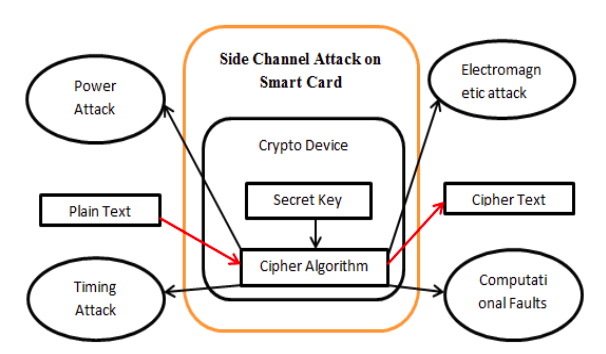 Side Channel Attack on
Smart Card
Power
Attack
Electromagn
etic attack
Crypto Device
Plain Text
Secret Key
Cipher Text
Cipher Algorithm
Timing
Attack
Computati
onal Faults